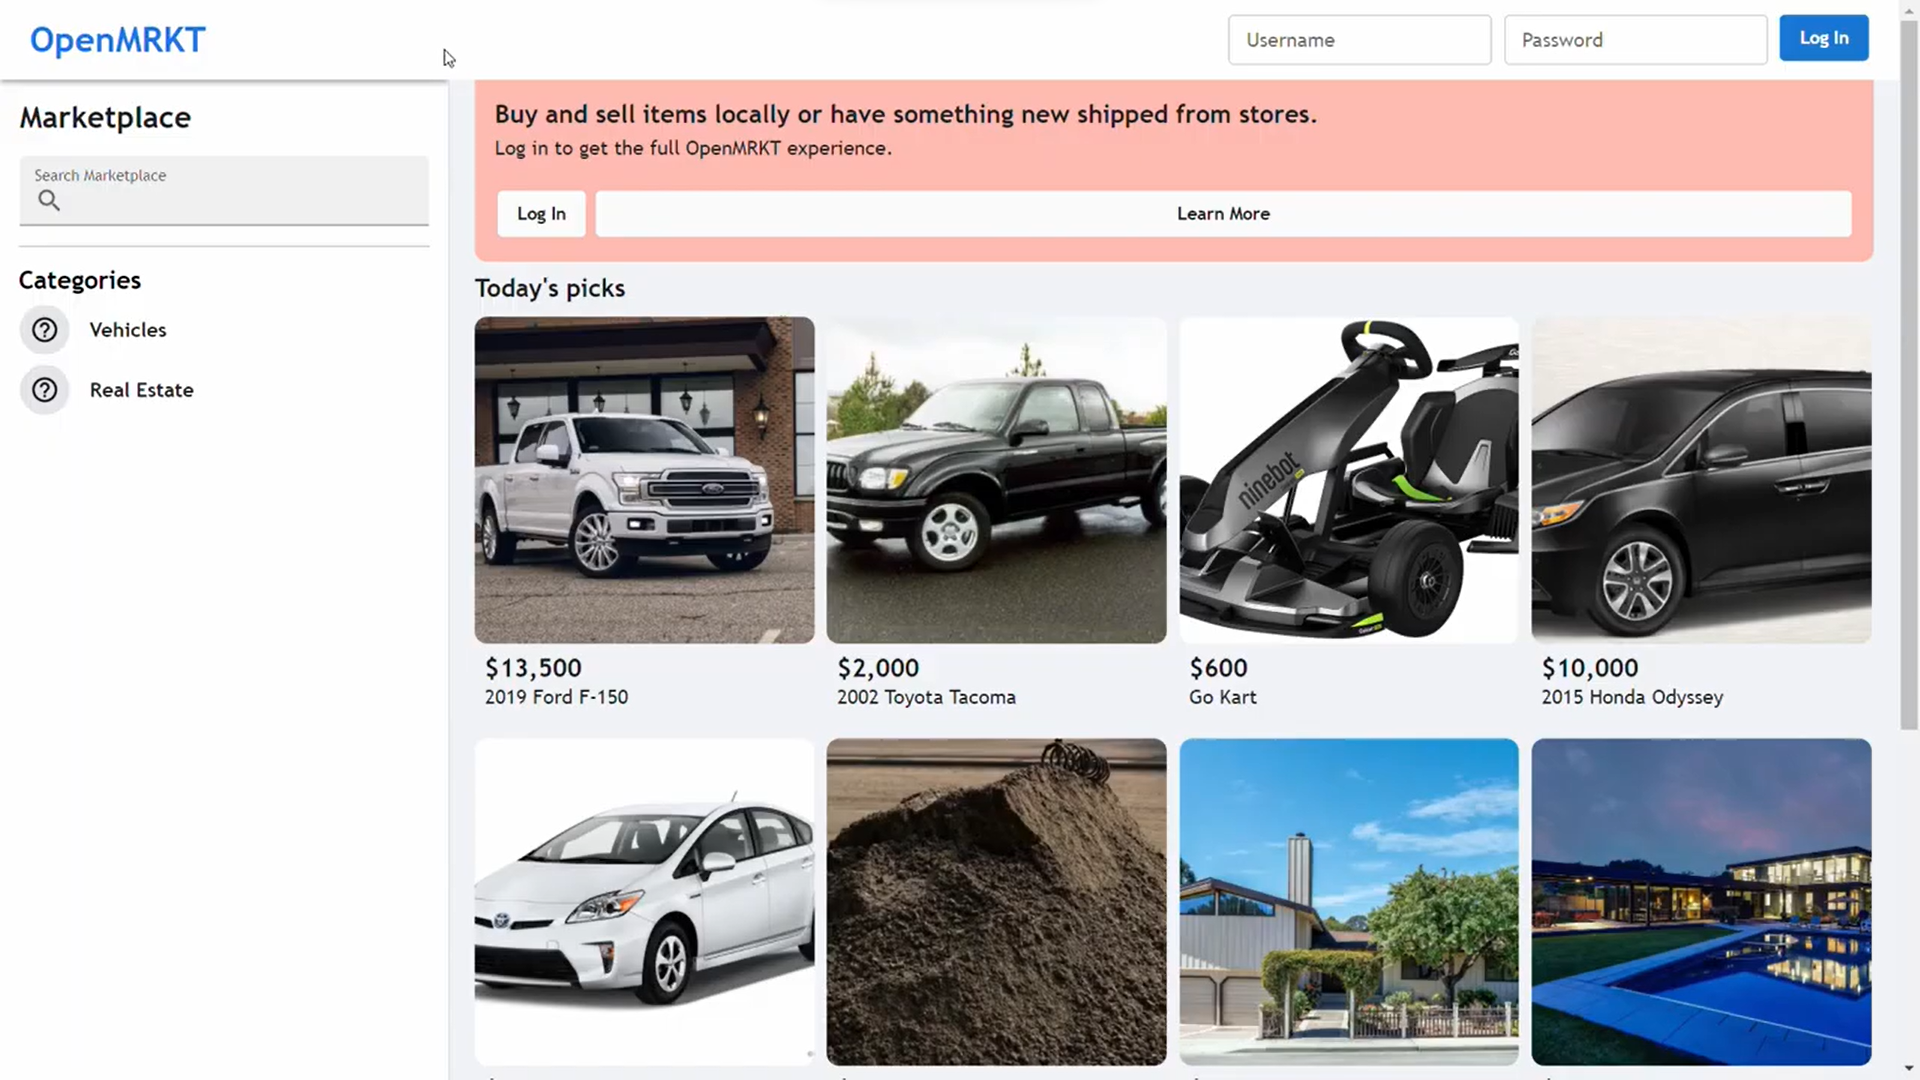 OpenMRKT
Username
Password
Log In
Marketplace
Search Marketplace
Categories
Vehicles
Real Estate
Buy and sell items locally or have something new shipped from stores.
Log in to get the full OpenMRKT experience.
Log In
Learn More
Today's picks
ninebot
$13,500
2019 Ford F-150
$2,000
2002 Toyota Tacoma
$600
Go Kart
$10,000
2015 Honda Odyssey